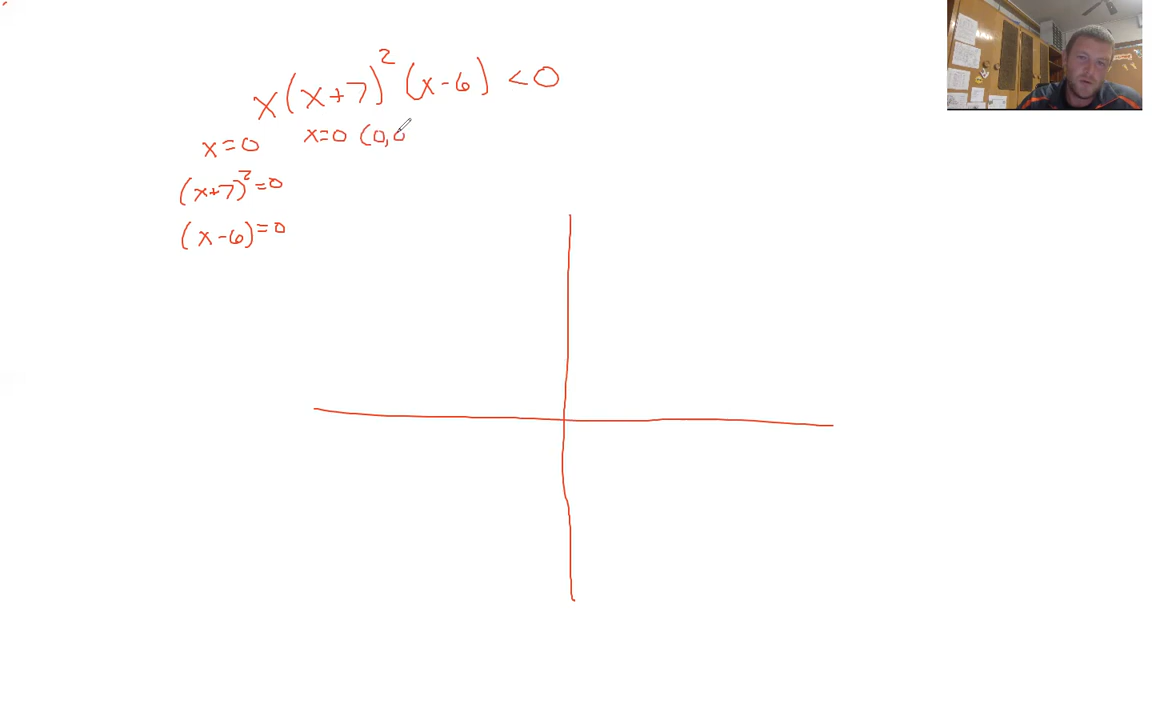 x(x+7)²(x-6) <0
x=0 x=0 (0,0
(x+7)²=0
(x-6)=0